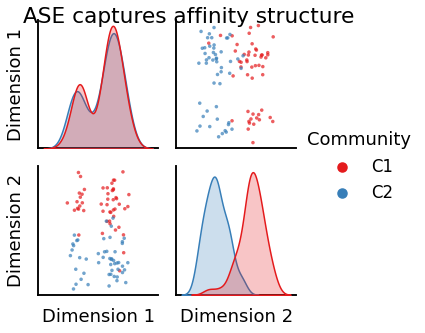 ASE captures affinity structure
Dimension 1
Community
C1
C2
Dimension 2
Dimension 1
Dimension 2